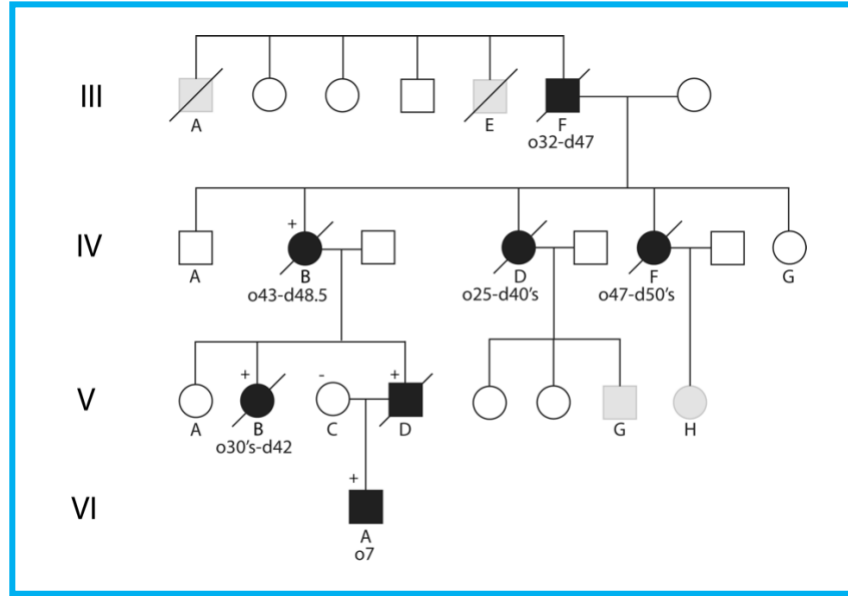 III
A E F
o32-d47
+
IV
A B D F G
o43-d48.5 o25-d40's o47-d50's
+ - +
V
A B C D G H
o30's-d42
+
VI
A
o7